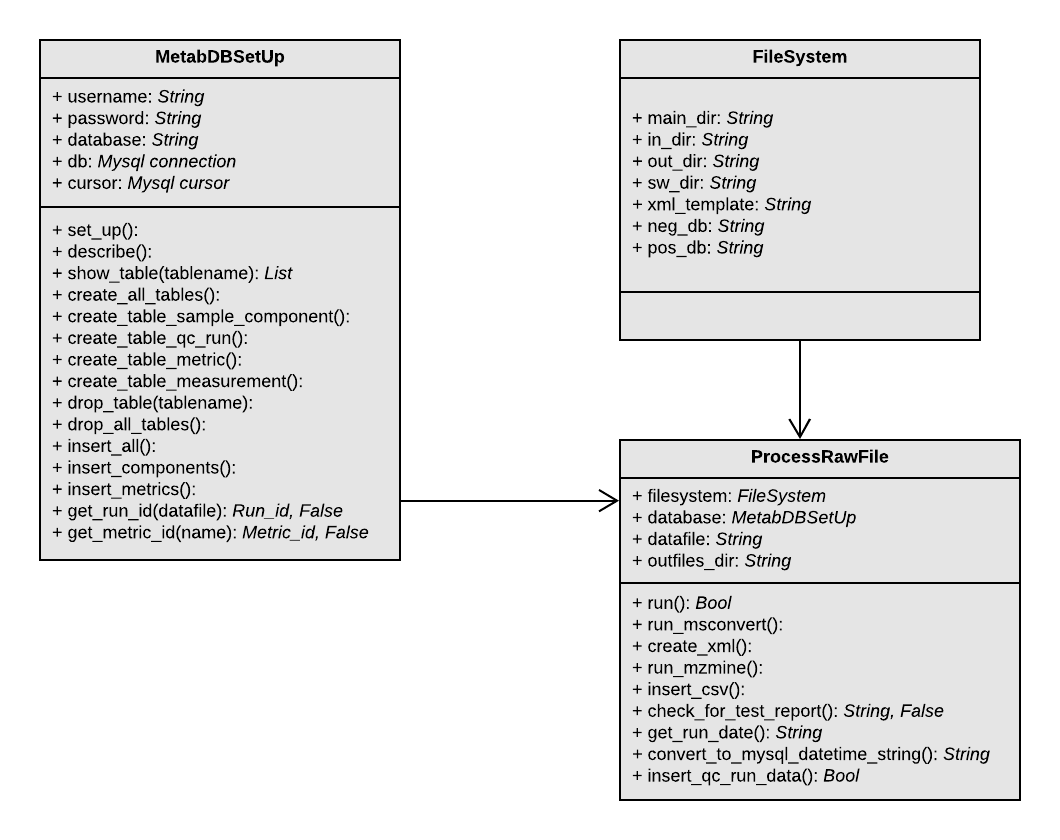 MetabDBSetUp
+ username: String
+ password: String
+ database: String
+ db: Mysql connection
+ cursor: Mysql cursor
+ set_up():
+ describe():
+ show_table(tablename): List
+ create_all_tables():
+ create_table_sample_component():
+ create_table_qc_run():
+ create_table_metric():
+ create_table_measurement():
+ drop_table(tablename):
+ drop_all_tables():
+ insert_all():
+ insert_components():
+ insert_metrics():
+ get_run_id(datafile): Run_id, False
+ get_metric_id(name): Metric_id, False
FileSystem
+ main_dir: String
+ in_dir: String
+ out_dir: String
+ sw_dir: String
+ xml_template: String
+ neg_db: String
+ pos_db: String
ProcessRawFile
+ filesystem: FileSystem
+ database: MetabDBSetUp
+ datafile: String
+ outfiles_dir: String
+ run(): Bool
+ run_msconvert():
+ create_xml():
+ run_mzmine():
+ insert_csv():
+ check_for_test_report(): String, False
+ get_run_date(): String
+ convert_to_mysql_datetime_string(): String
+ insert_qc_run_data(): Bool